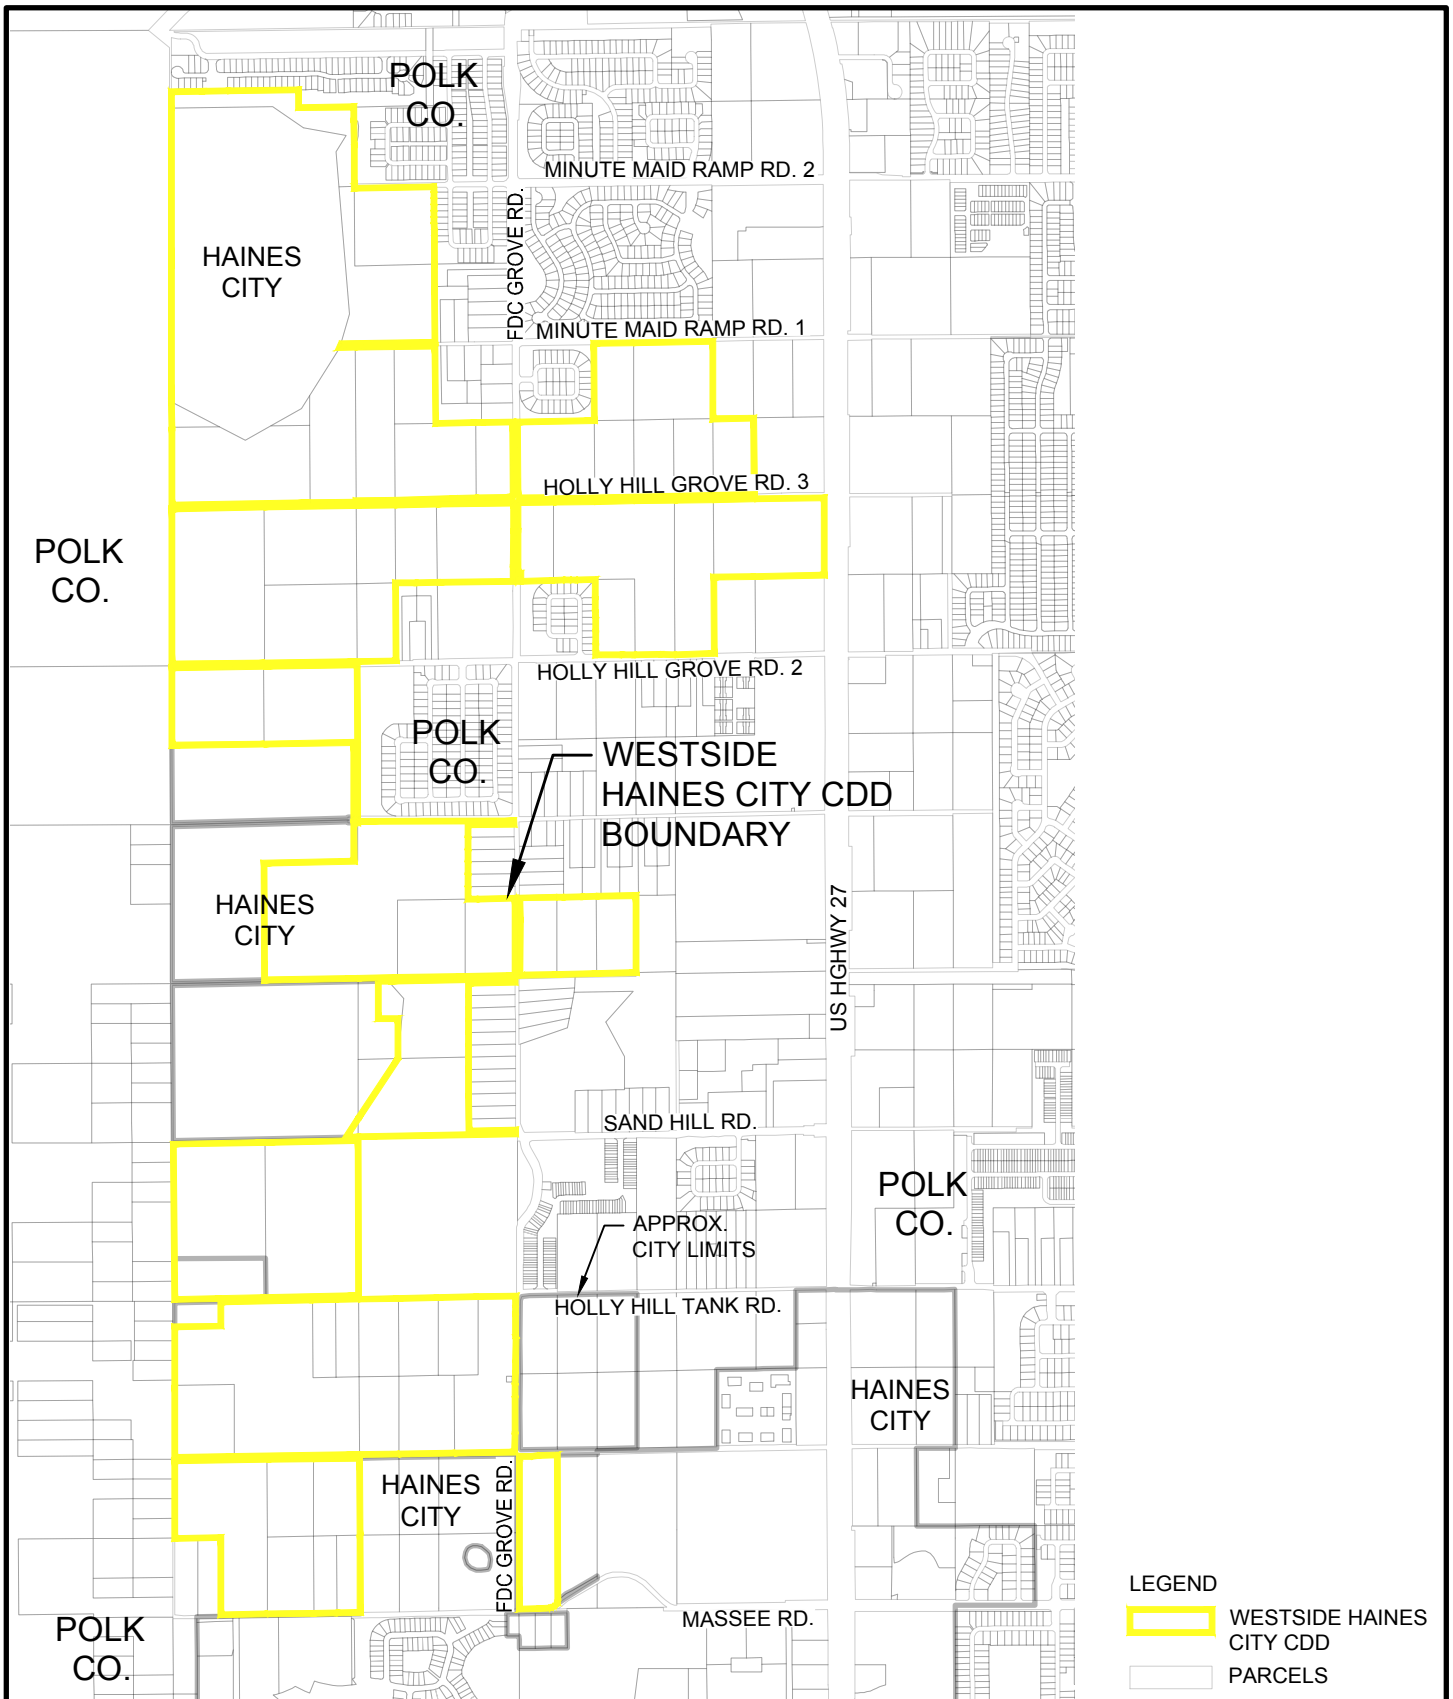 POLK
CO.
MINUTE MAID RAMP RD. 2
FDC GROVE RD.
HAINES
CITY
MINUTE MAID RAMP RD. 1
HOLLY HILL GROVE RD. 3
POLK
CO.
HOLLY HILL GROVE RD. 2
POLK
CO.
WESTSIDE
HAINES CITY CDD
BOUNDARY
HAINES
CITY
US HGHWY 27
SAND HILL RD.
POLK
CO.
APPROX.
CITY LIMITS
HOLLY HILL TANK RD.
HAINES
CITY
HAINES
CITY
FDC GROVE RD.
MASSEE RD.
POLK
CO.
LEGEND
WESTSIDE HAINES
CITY CDD
PARCELS